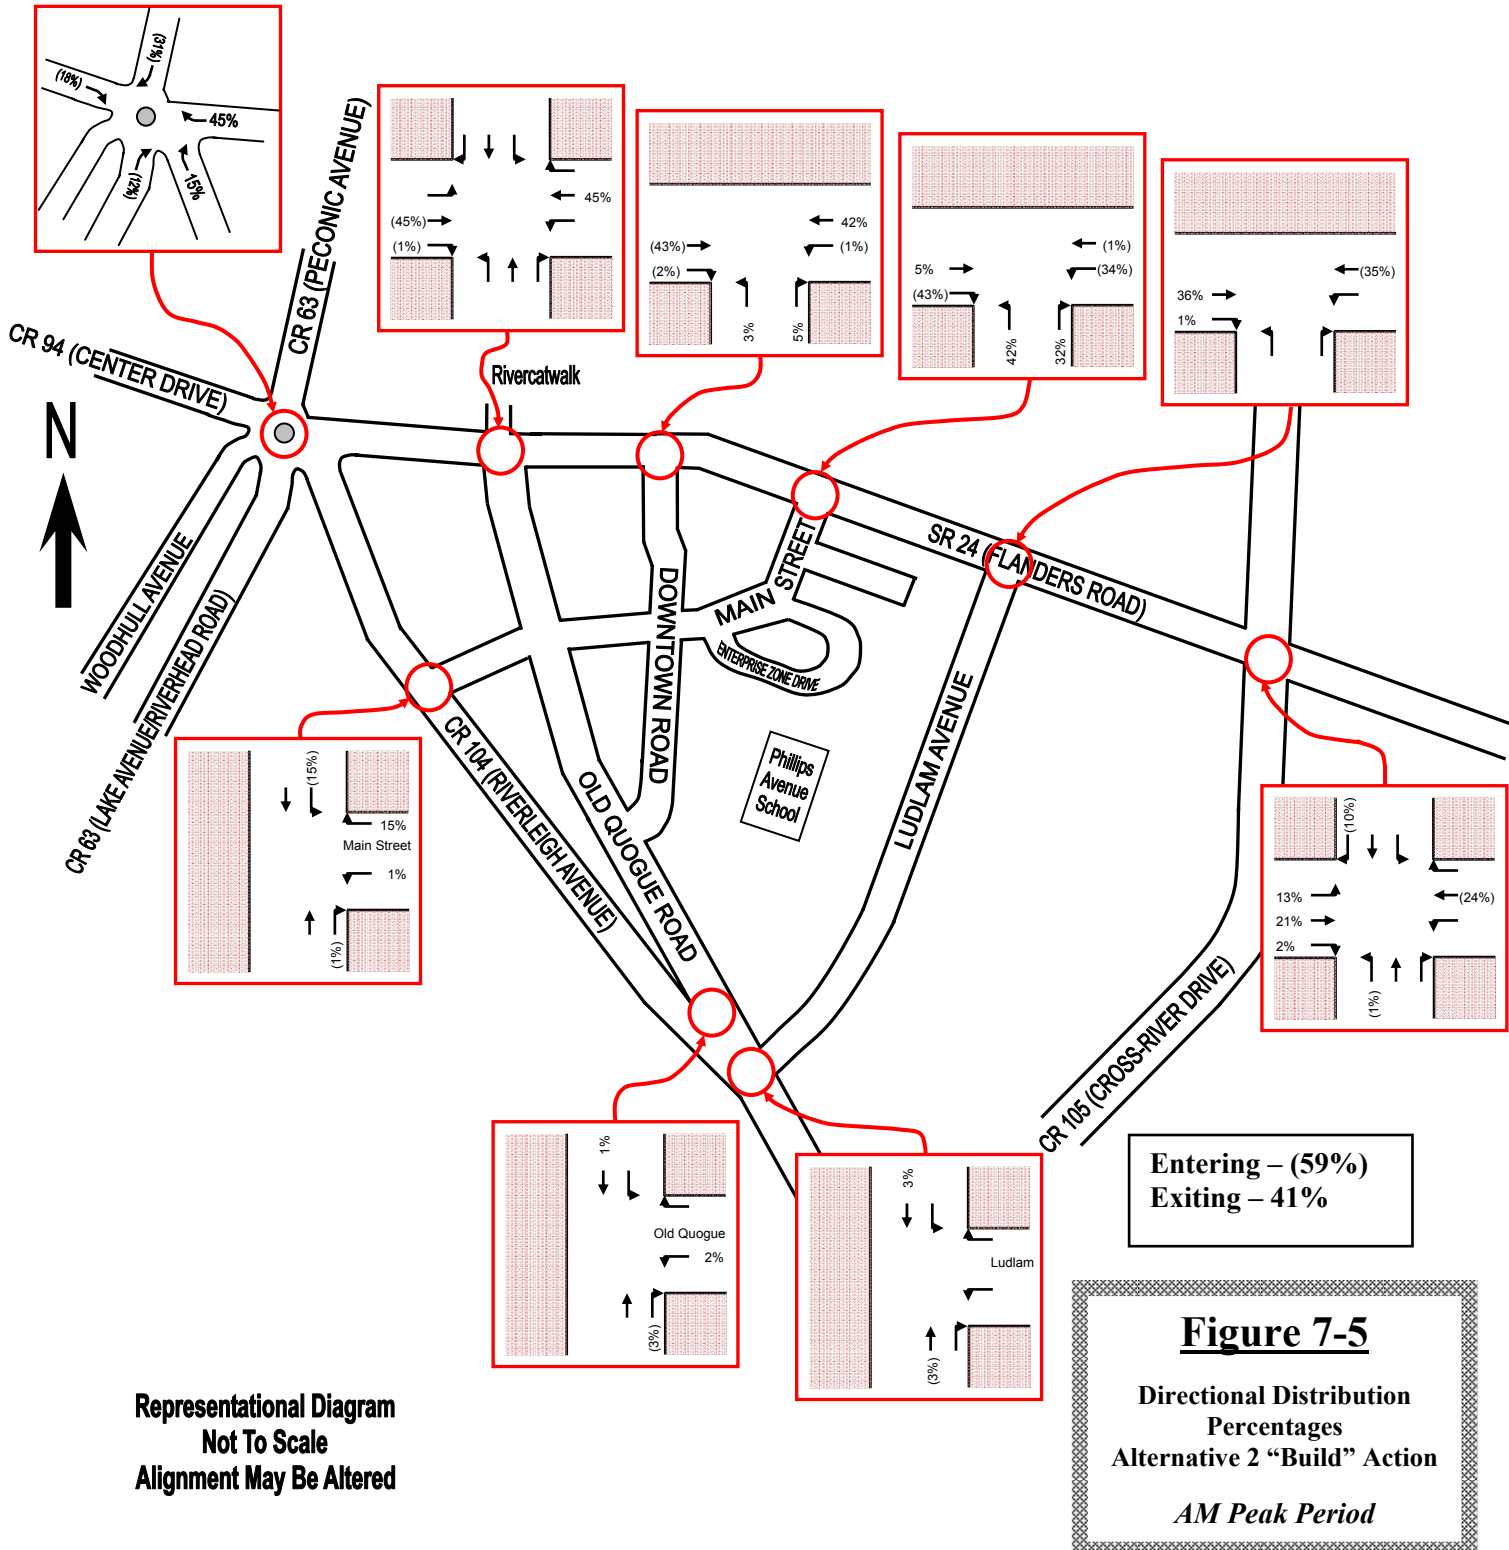 (31%)
(18%)
45%
(12%)
15%
CR 63 (PECONIC AVENUE)
45%
(45%)
(1%)
42%
(43%)
(1%)
(2%)
3%
5%
(1%)
5%
(34%)
(43%)
42%
32%
(35%)
36%
1%
CR 94 (CENTER DRIVE)
Rivercatwalk
N
SR 24 (FLANDERS ROAD)
WOODHULL AVENUE
CR 63 (LAKE AVENUE/RIVERHEAD ROAD)
DOWNTOWN ROAD
MAIN STREET
ENTERPRISE ZONE DRIVE
LUDLAM AVENUE
CR 104 (RIVERLEIGH AVENUE)
OLD QUOGUE ROAD
Phillips
Avenue
School
(15%)
15%
Main Street
1%
(1%)
(10%)
13%
(24%)
21%
2%
(1%)
CR 105 (CROSS-RIVER DRIVE)
1%
Old Quogue
2%
(3%)
3%
Ludlam
(3%)
Entering – (59%)
Exiting – 41%
Figure 7-5
Directional Distribution
Percentages
Alternative 2 “Build” Action
AM Peak Period
Representational Diagram
Not To Scale
Alignment May Be Altered